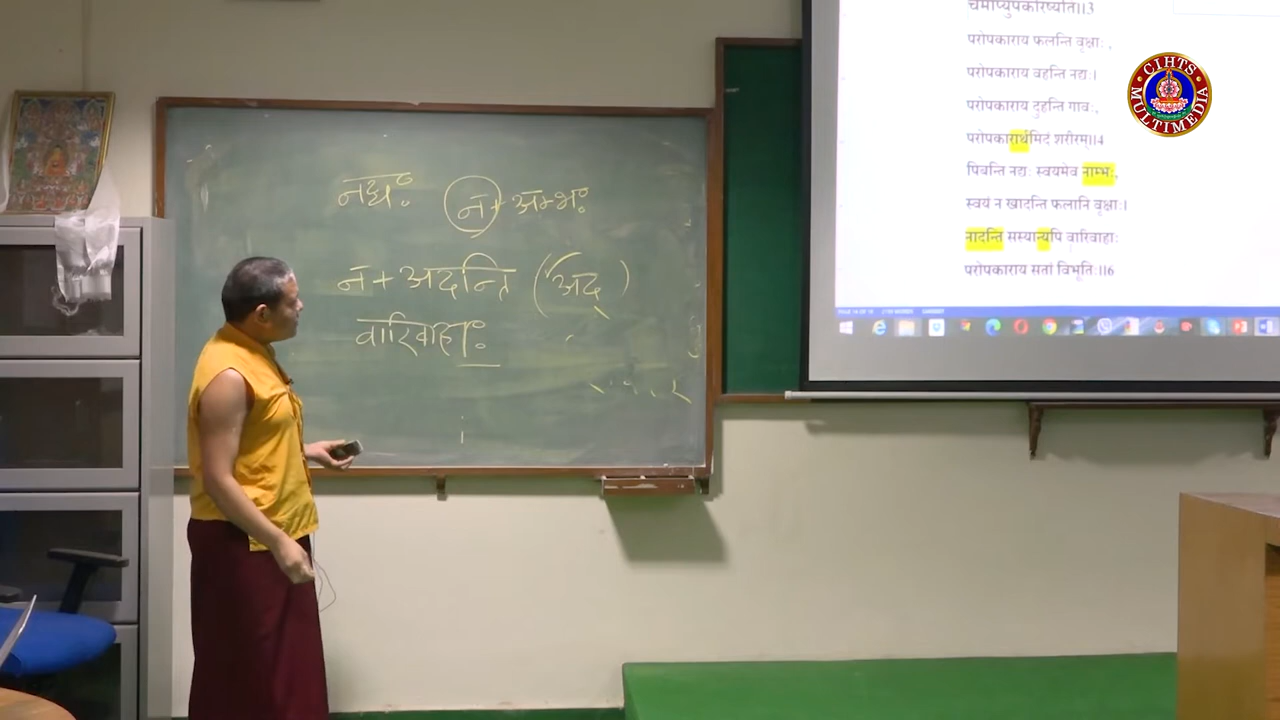 नद्यः न + अम्भः
न + अदन्ति (अद्)
वारिवाहाः
परोपकाराय फलन्ति वृक्षाः ,
परोपकाराय वहन्ति नद्यः।
परोपकाराय दुहन्ति गावः,
परोपकारार्थमिदं शरीरम्॥4
पिबन्ति नद्यः स्वयमेव नाम्भः,
स्वयं न खादन्ति फलानि वृक्षाः।
नादन्ति सस्यान्यपि वारिवाहाः
परोपकाराय सतां विभूतिः॥6
CIHTS
MULTIMEDIA